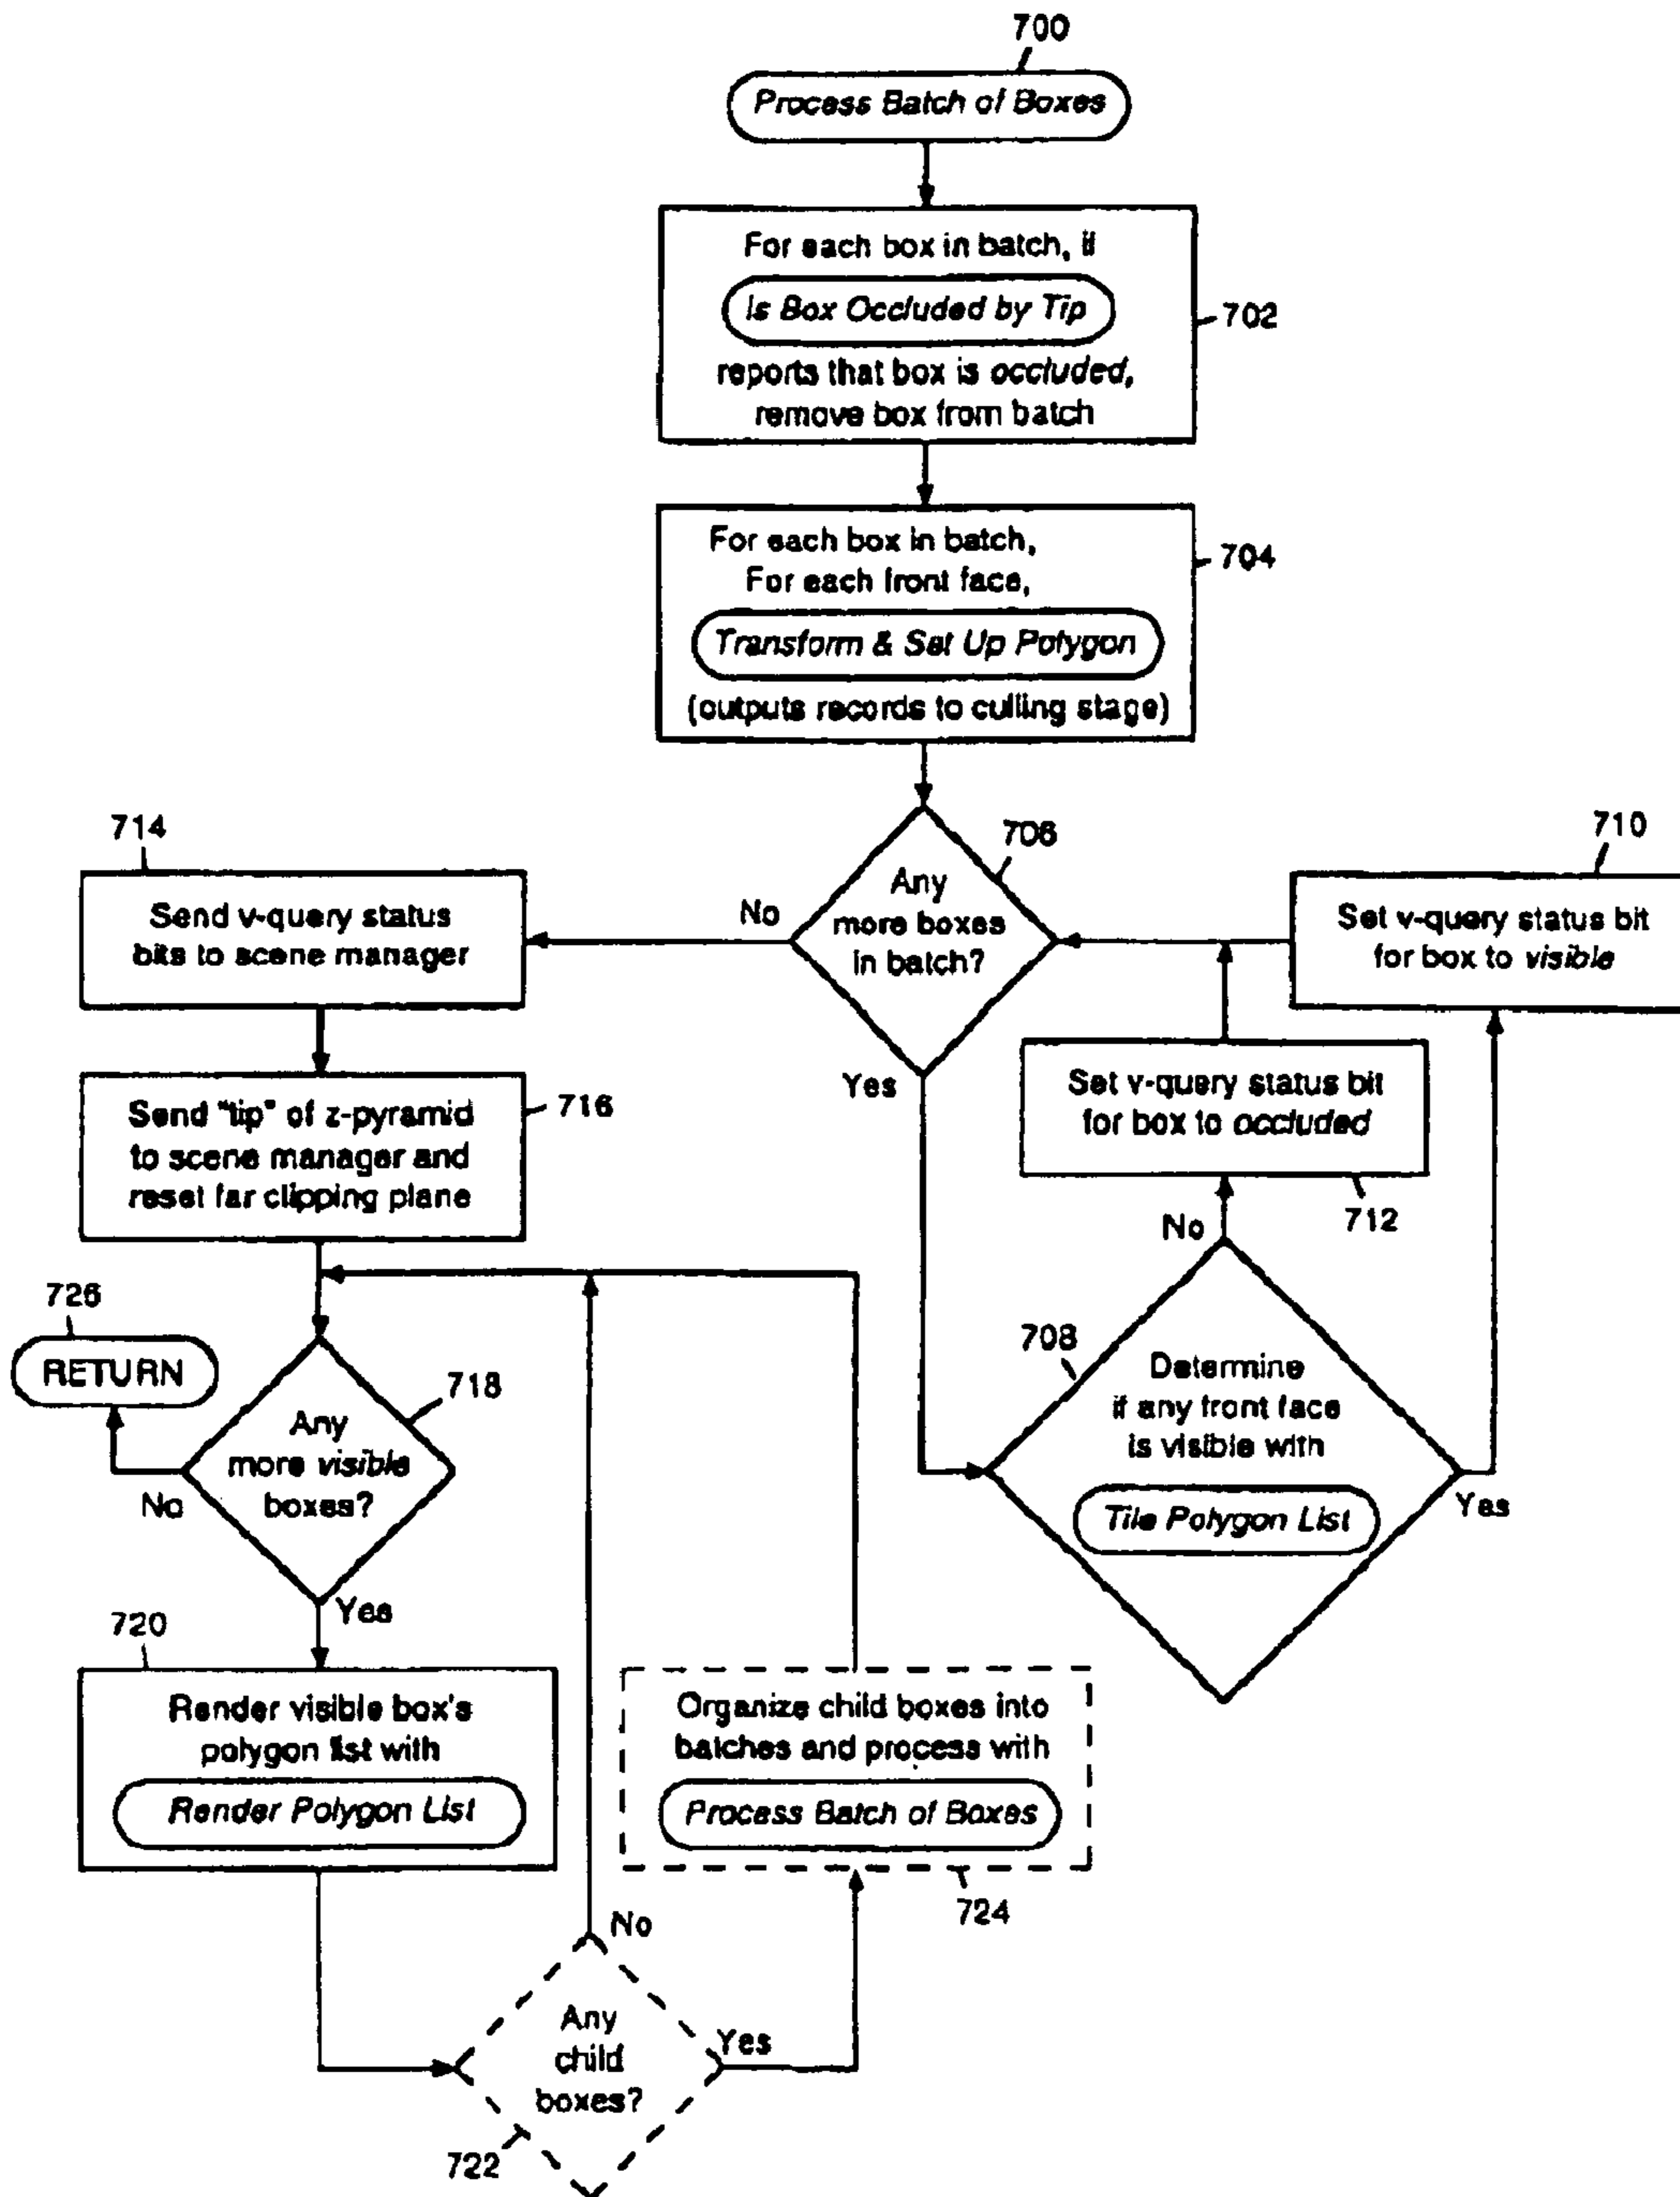 700
Process Batch of Boxes
For each box in batch, if
Is Box Occluded by Tip
reports that box is occluded,
remove box from batch
702
For each box in batch,
For each front face,
Transform & Set Up Polygon
(outputs records to culling stage)
704
706
Any
more boxes
in batch?
No
Yes
714
Send v-query status
bits to scene manager
710
Set v-query status bit
for box to visible
Set v-query status bit
for box to occluded
712
Send "tip" of z-pyramid
to scene manager and
reset far clipping plane
716
No
708
Determine
if any front face
is visible with
Tile Polygon List
Yes
726
RETURN
718
Any
more visible
boxes?
No
Yes
720
Render visible box's
polygon list with
Render Polygon List
Organize child boxes into
batches and process with
Process Batch of Boxes
724
No
Any
child
boxes?
Yes
722